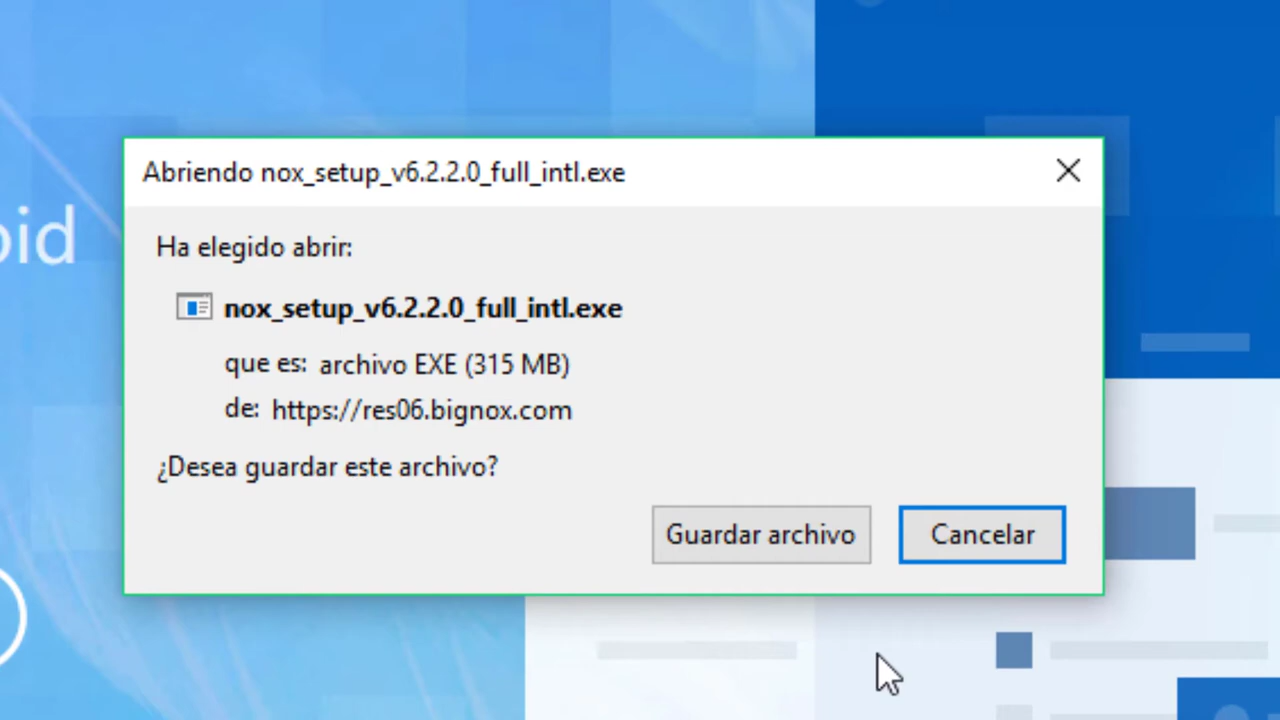 Abriendo nox_setup_v6.2.2.0_full_intl.exe
oid
Ha elegido abrir:
nox_setup_v6.2.2.0_full_intl.exe
que es: archivo EXE (315 MB)
de: https://res06.bignox.com
¿Desea guardar este archivo?
Guardar archivo
Cancelar